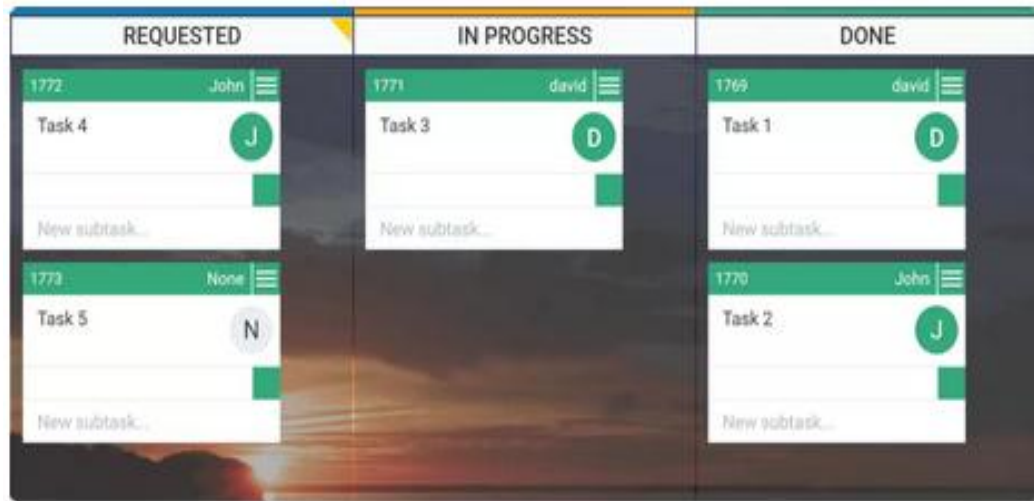 REQUESTED
IN PROGRESS
DONE
1772 John
Task 4
J
New subtask...
1773 None
Task 5
N
New subtask...
1771 david
Task 3
D
New subtask...
1769 david
Task 1
D
New subtask...
1770 John
Task 2
J
New subtask...